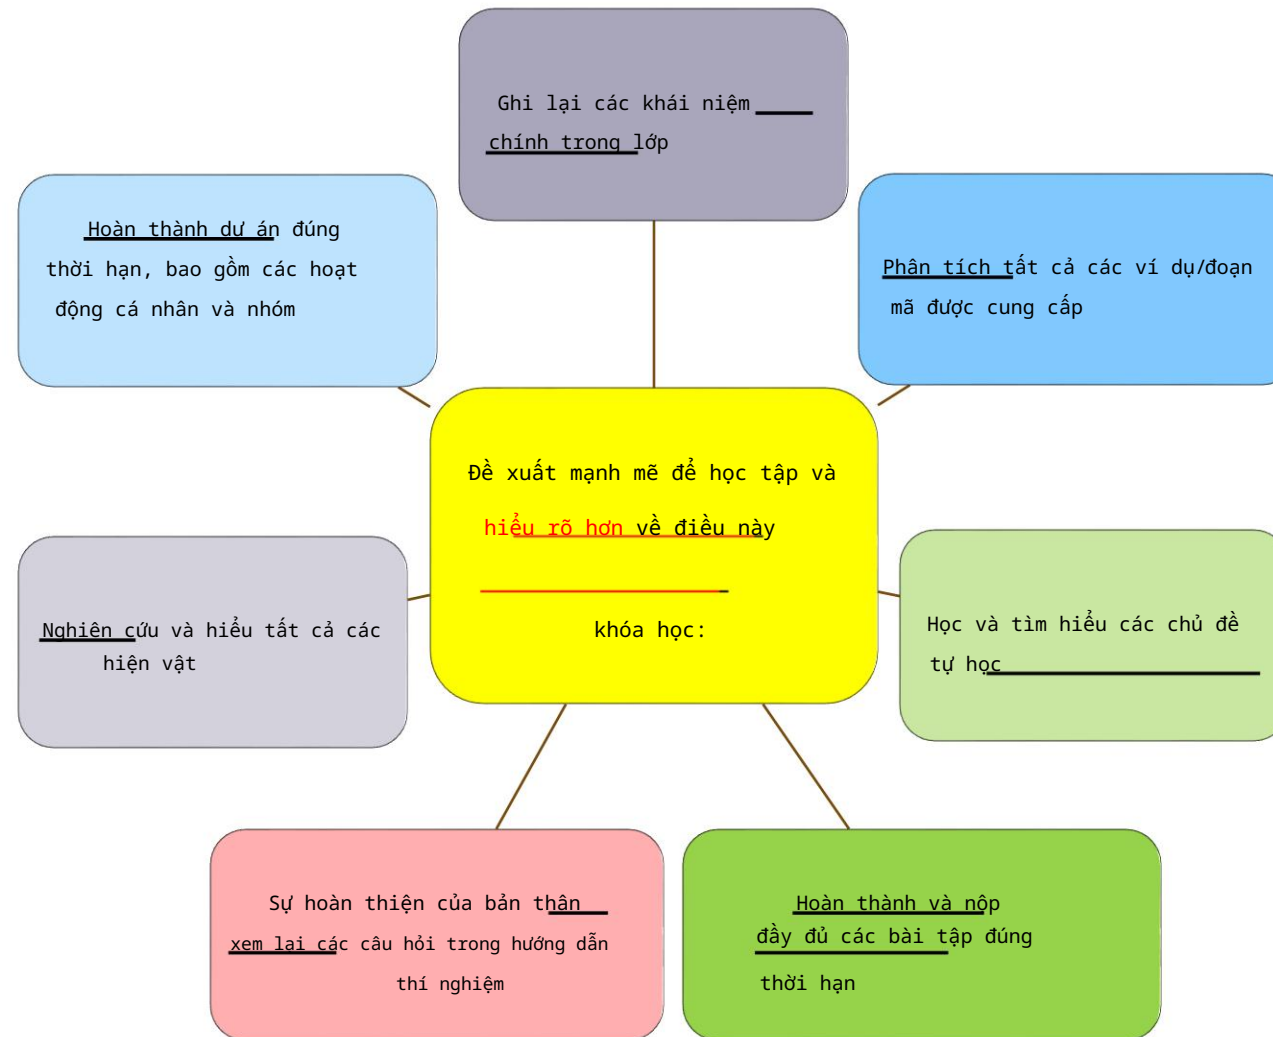 Ghi lại các khái niệm
chính trong lớp
Hoàn thành dự án đúng
thời hạn, bao gồm các hoạt
động cá nhân và nhóm
Phân tích tất cả các ví dụ/đoạn
mã được cung cấp
Đề xuất mạnh mẽ để học tập và
hiểu rõ hơn về điều này
khóa học:
Nghiên cứu và hiểu tất cả các
hiện vật
Học và tìm hiểu các chủ đề
tự học
Sự hoàn thiện của bản thân
xem lại các câu hỏi trong hướng dẫn
thí nghiệm
Hoàn thành và nộp
đầy đủ các bài tập đúng
thời hạn